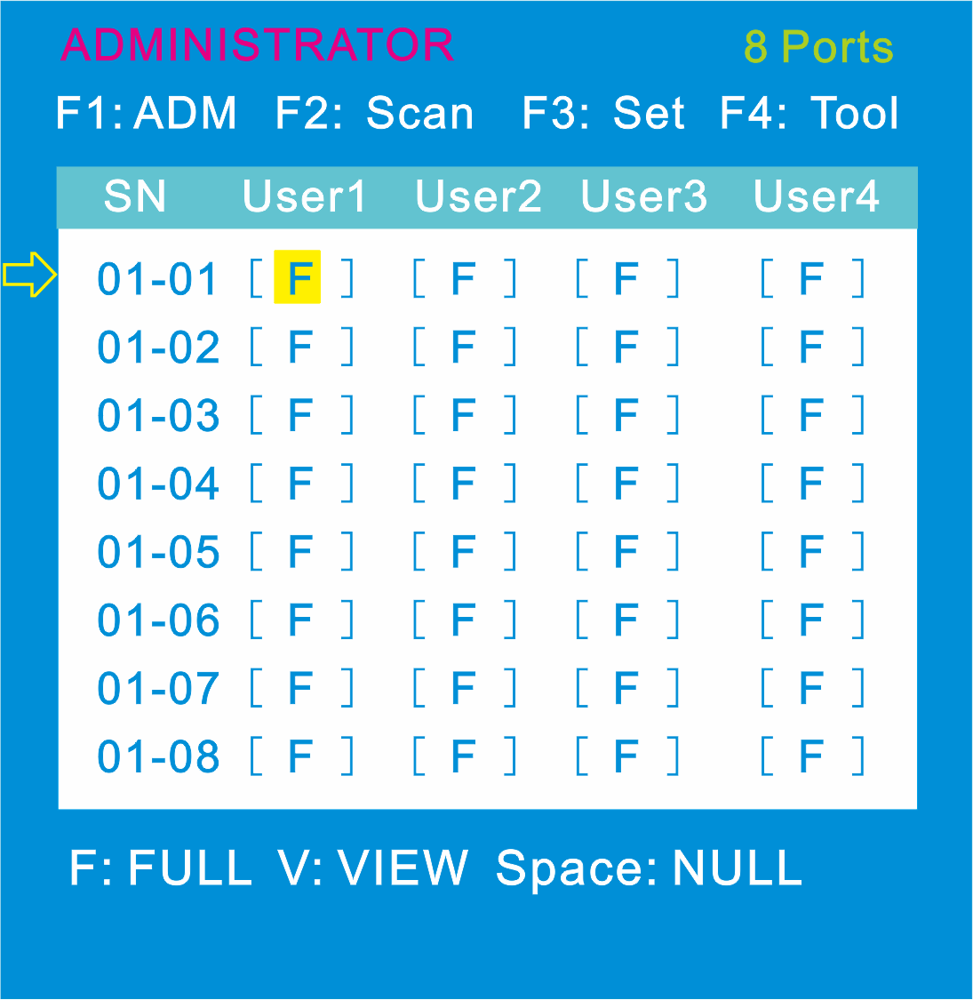 ADMINISTRATOR 8 Ports
F1: ADM F2: Scan F3: Set F4: Tool
SN User1 User2 User3 User4
01-01 [ F ] [ F ] [ F ] [ F ]
01-02 [ F ] [ F ] [ F ] [ F ]
01-03 [ F ] [ F ] [ F ] [ F ]
01-04 [ F ] [ F ] [ F ] [ F ]
01-05 [ F ] [ F ] [ F ] [ F ]
01-06 [ F ] [ F ] [ F ] [ F ]
01-07 [ F ] [ F ] [ F ] [ F ]
01-08 [ F ] [ F ] [ F ] [ F ]
F: FULL V: VIEW Space: NULL